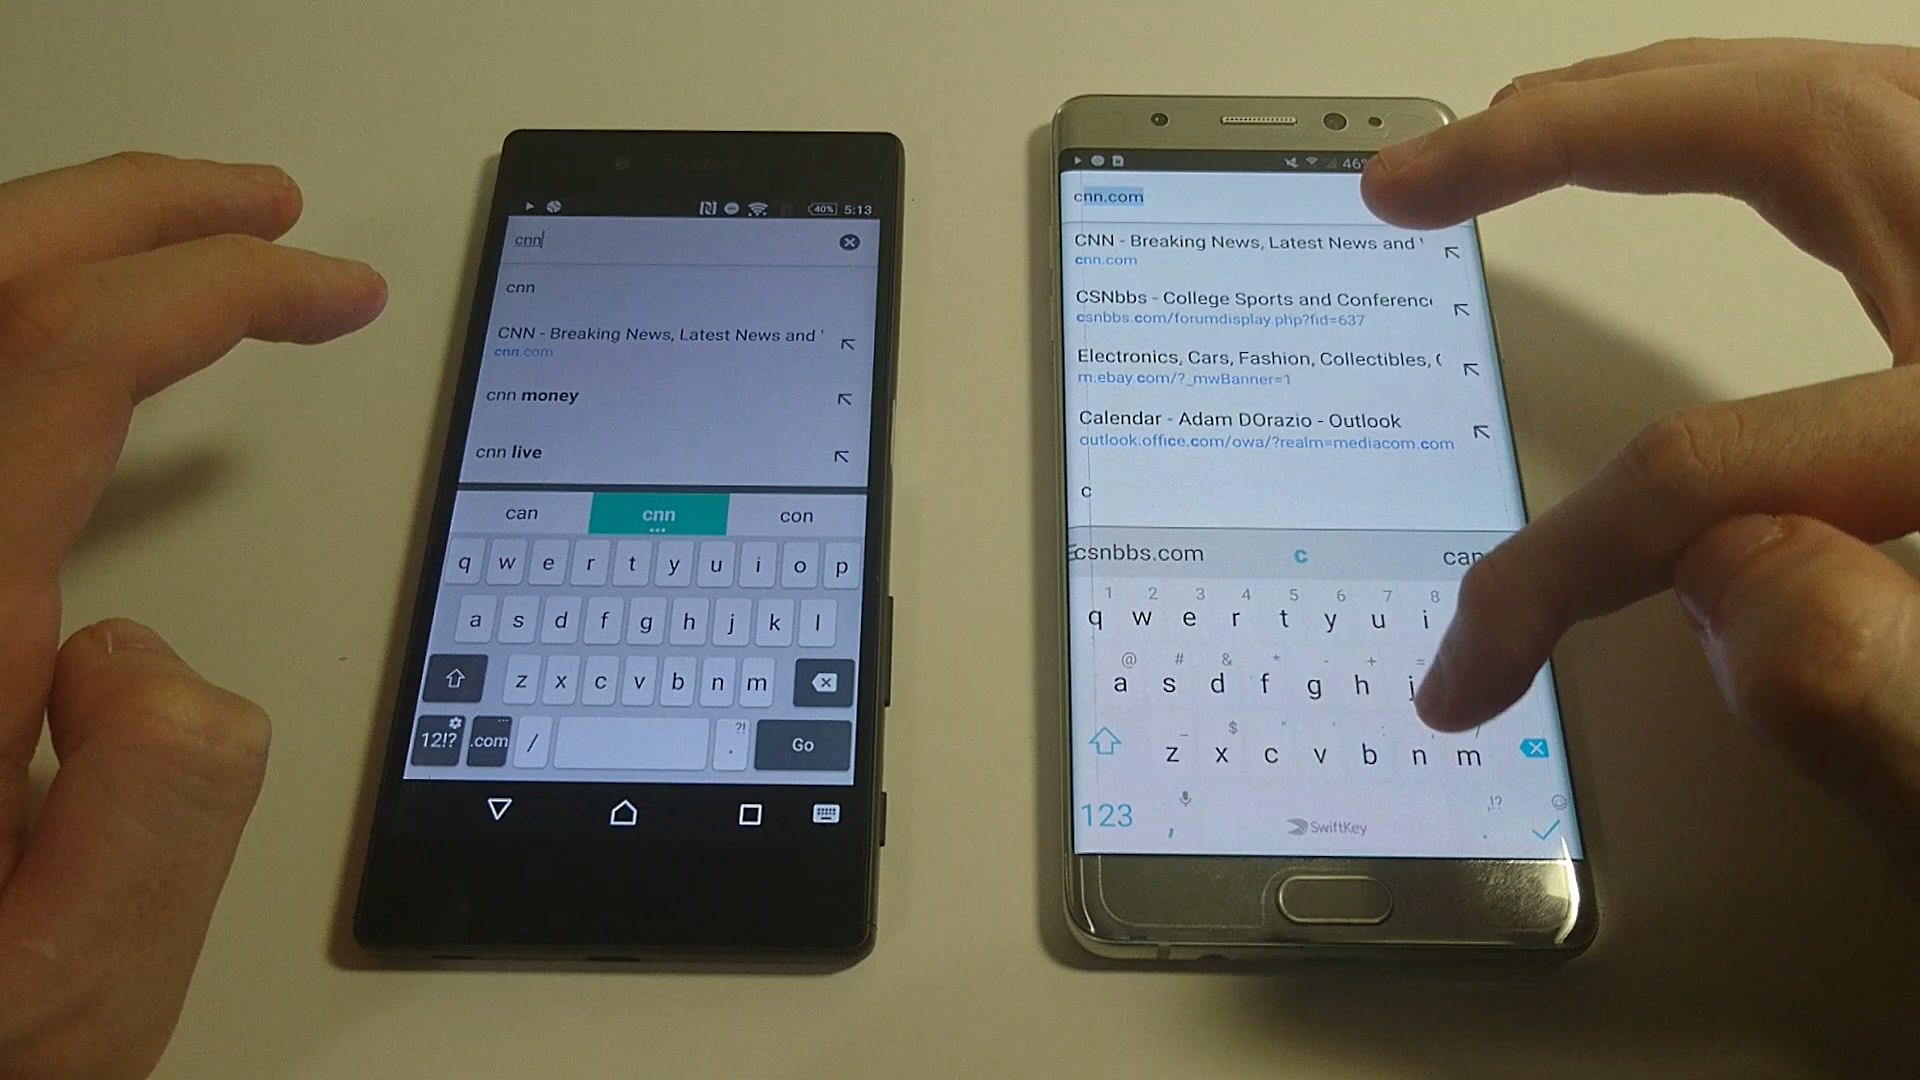 40% 5:13
cnn
cnn
CNN - Breaking News, Latest News and
cnn.com
cnn money
cnn live
can cnn con
q w e r t y u i o p
a s d f g h j k l
z x c v b n m
12!? .com / ?! . Go
46%
cnn.com
CNN - Breaking News, Latest News and
cnn.com
CSNbbs - College Sports and Conferenc
csnbbs.com/forumdisplay.php?fid=637
Electronics, Cars, Fashion, Collectibles,
m.ebay.com/?_mwBanner=1
Calendar - Adam DOrazio - Outlook
outlook.office.com/owa/?realm=mediacom.com
c
csnbbs.com c can
1 2 3 4 5 6 7 8
q w e r t y u i
@ # & * - + =
a s d f g h j
_ $ " ' : ; /
z x c v b n m
,!?
123 , SwiftKey .